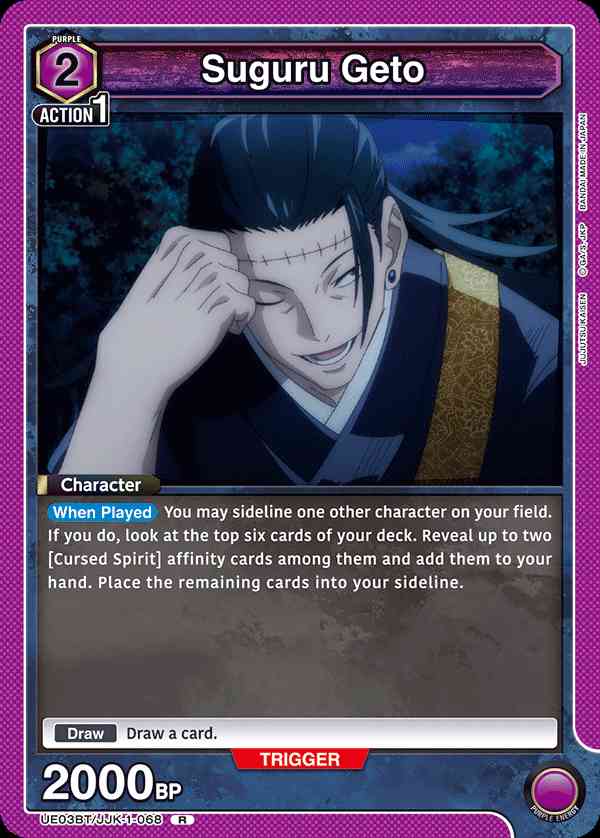 PURPLE
2
Suguru Geto
ACTION 1
BANDAI MADE IN JAPAN
© GA/S,JKP
JUJUTSU KAISEN
Character
When Played You may sideline one other character on your field.
If you do, look at the top six cards of your deck. Reveal up to two
[Cursed Spirit] affinity cards among them and add them to your
hand. Place the remaining cards into your sideline.
Draw Draw a card.
TRIGGER
2000 BP
UE03BT/JJK-1-068 R
PURPLE ENERGY